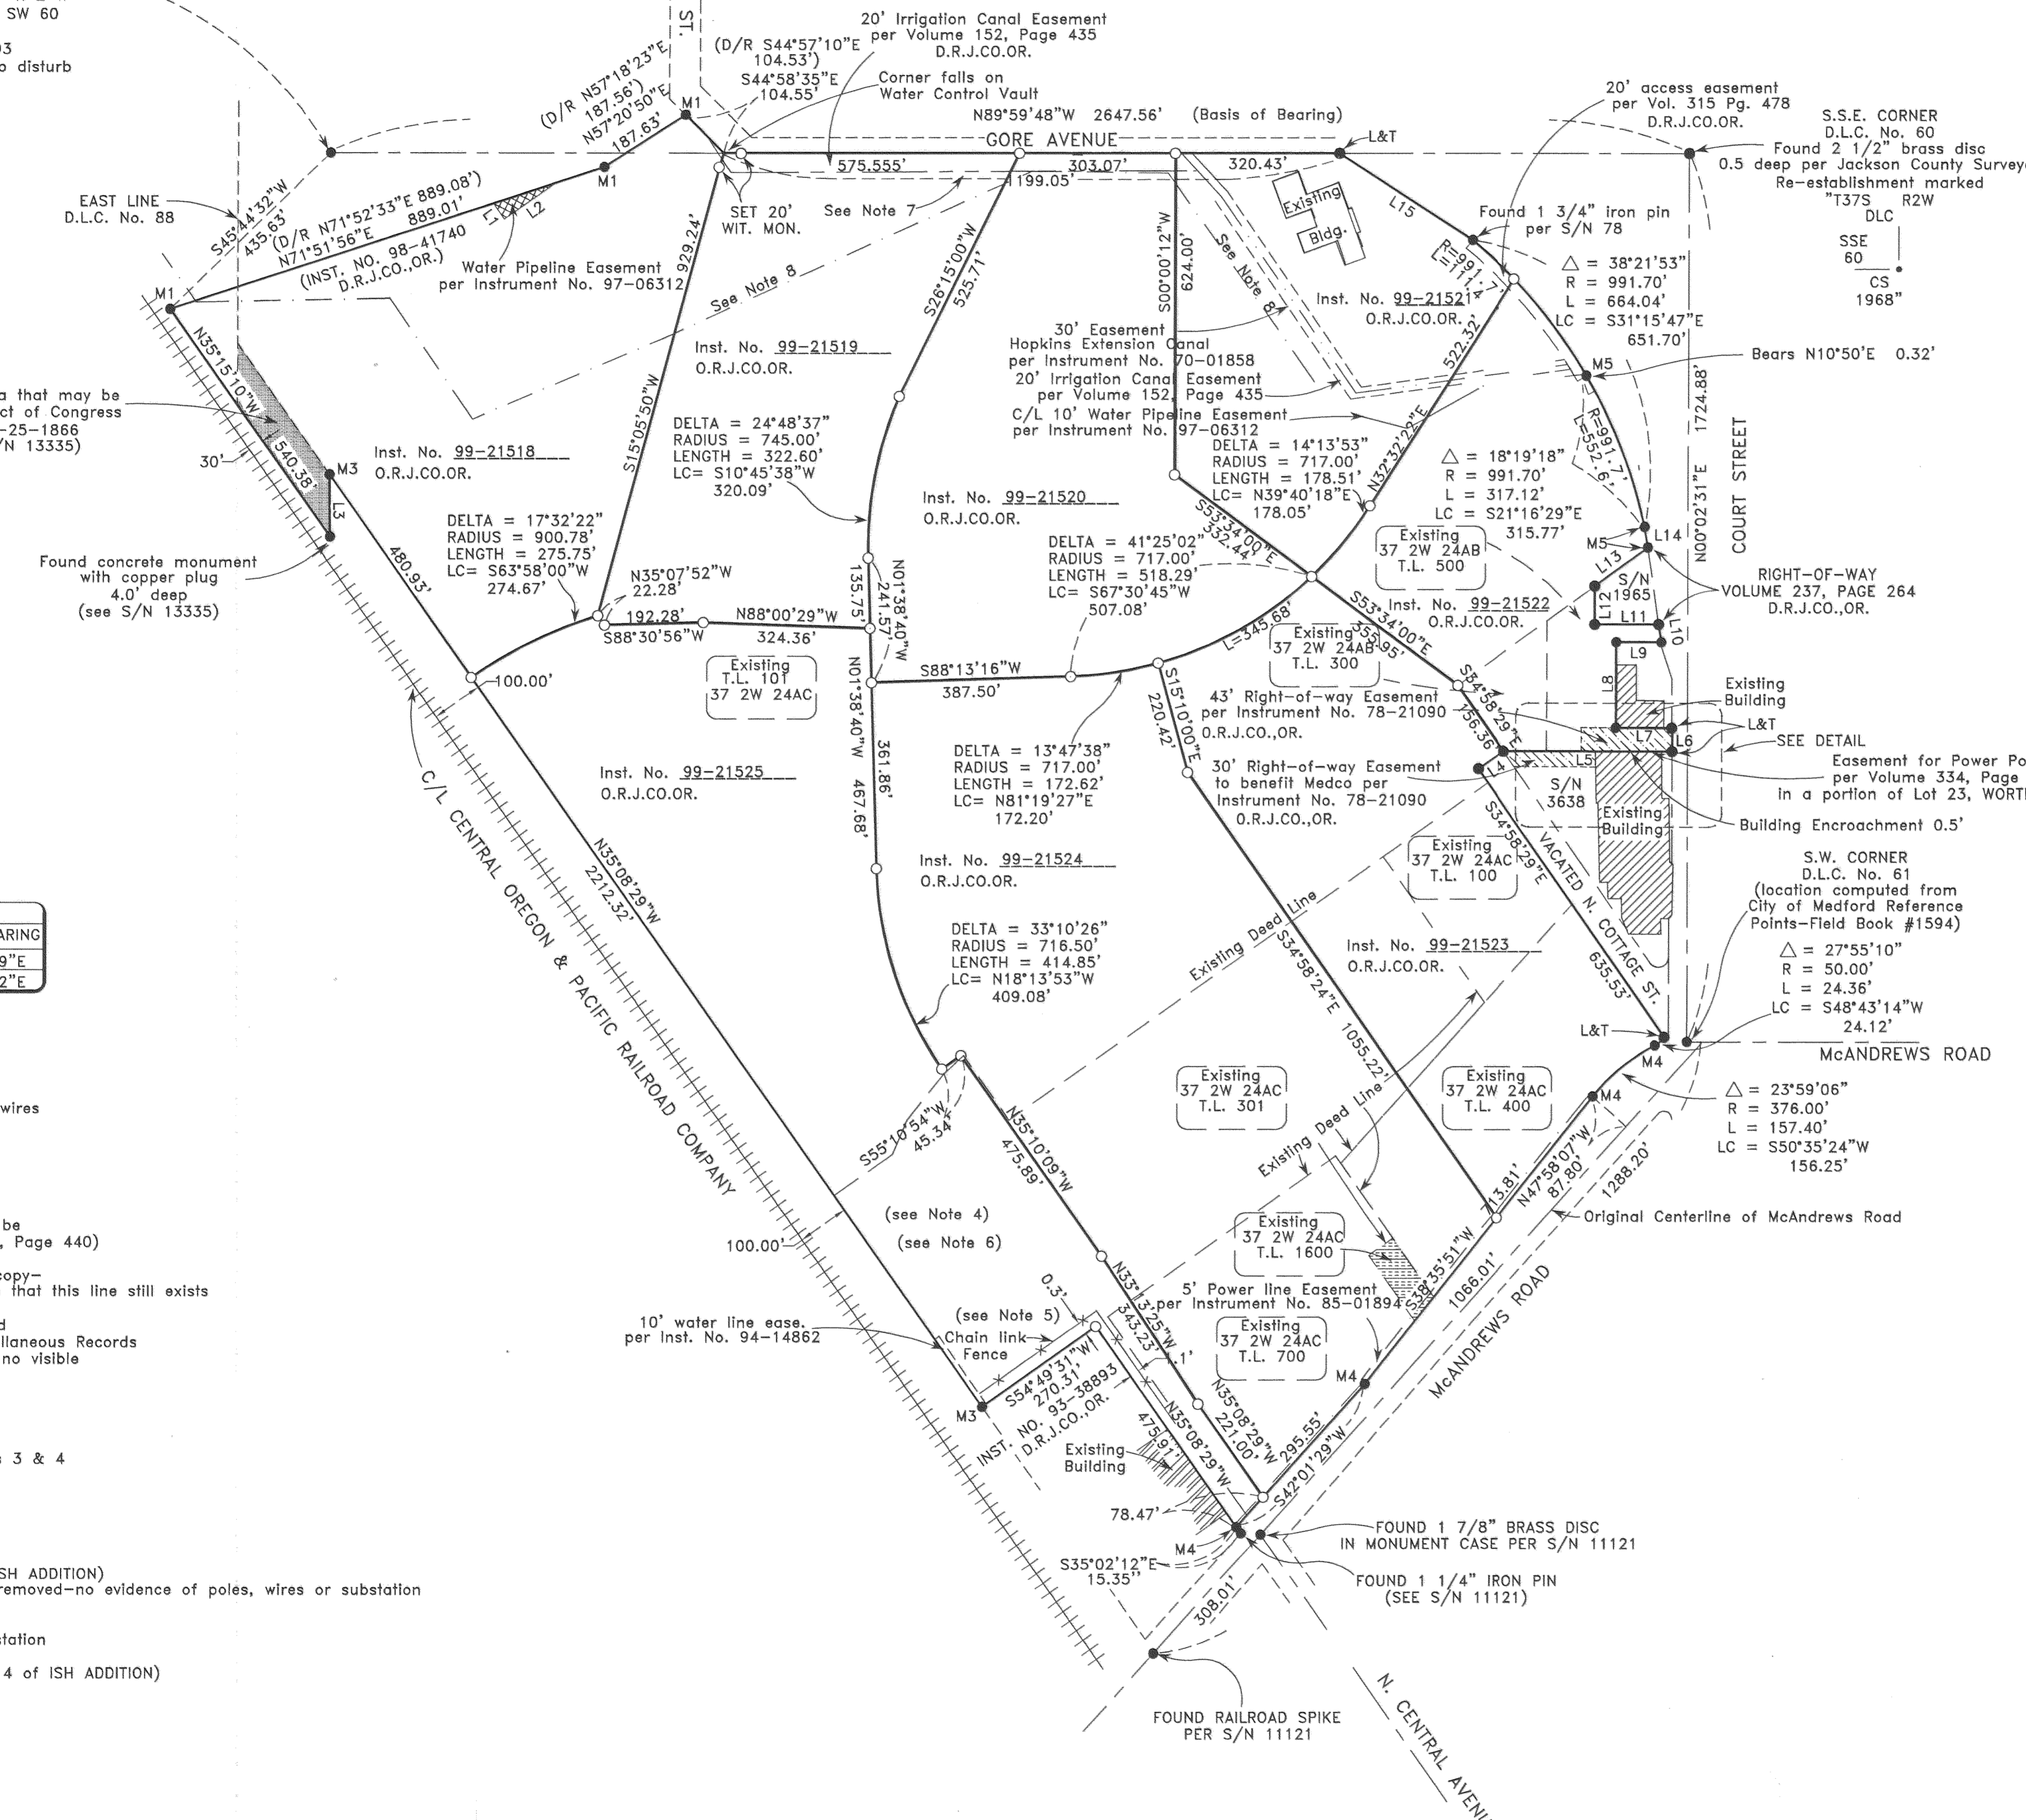 SW 60
disturb
ST.
20' Irrigation Canal Easement
per Volume 152, Page 435
D.R.J.CO.OR.
(D/R S44°57'10"E
104.53')
S44°58'35"E
104.55'
Corner falls on
Water Control Vault
(D/R N57°18'23"E
187.56')
N57°20'50"E
187.63'
M1
M1
N89°59'48"W 2647.56' (Basis of Bearing)
GORE AVENUE
575.555'
303.07'
320.43'
1199.05'
L&T
20' access easement
per Vol. 315 Pg. 478
D.R.J.CO.OR.
S.S.E. CORNER
D.L.C. No. 60
Found 2 1/2" brass disc
0.5 deep per Jackson County Surveyo
Re-establishment marked
"T37S R2W
DLC
SSE
60
CS
1968"
EAST LINE
D.L.C. No. 88
S45°44'32"W
435.63'
(D/R N71°52'33"E 889.08')
N71°51'56"E 889.01'
(INST. NO. 98-41740
D.R.J.CO.,OR.)
L1
L2
Water Pipeline Easement
per Instrument No. 97-06312
SET 20'
WIT. MON.
See Note 7
See Note 8
929.24'
S15°05'50"W
S26°15'00"W
525.71'
S00°00'12"W
624.00'
See Note 8
Existing
Bldg.
L15
Found 1 3/4" iron pin
per S/N 78
△ = 38°21'53"
R = 991.70'
L = 664.04'
LC = S31°15'47"E
651.70'
R=991.7'
Inst. No. 99-21521
O.R.J.CO.OR.
522.32'
N32°32'22"E
M5
Bears N10°50'E 0.32'
R=991.7'
L=552.6'
N00°02'31"E 1724.88'
COURT STREET
M1
N35°15'10"W
540.38'
a that may be
ct of Congress
-25-1866
/N 13335)
30'
M3
L3
Found concrete monument
with copper plug
4.0' deep
(see S/N 13335)
Inst. No. 99-21518
O.R.J.CO.OR.
Inst. No. 99-21519
O.R.J.CO.OR.
30' Easement
Hopkins Extension Canal
per Instrument No. 70-01858
20' Irrigation Canal Easement
per Volume 152, Page 435
C/L 10' Water Pipeline Easement
per Instrument No. 97-06312
DELTA = 24°48'37"
RADIUS = 745.00'
LENGTH = 322.60'
LC= S10°45'38"W
320.09'
DELTA = 14°13'53"
RADIUS = 717.00'
LENGTH = 178.51'
LC= N39°40'18"E
178.05'
△ = 18°19'18"
R = 991.70'
L = 317.12'
LC = S21°16'29"E
315.77'
Inst. No. 99-21520
O.R.J.CO.OR.
S53°34'00"E
332.44'
DELTA = 17°32'22"
RADIUS = 900.78'
LENGTH = 275.75'
LC= S63°58'00"W
274.67'
480.93'
N35°07'52"W
22.28'
192.28'
S88°30'56"W
N88°00'29"W
324.36'
135.75'
241.57'
N01°38'40"W
DELTA = 41°25'02"
RADIUS = 717.00'
LENGTH = 518.29'
LC= S67°30'45"W
507.08'
Existing
37 2W 24AB
T.L. 500
Inst. No. 99-21522
O.R.J.CO.OR.
M5
L14
L13
S/N
1965
L12
L11
L10
L9
L8
L7
L6
RIGHT-OF-WAY
VOLUME 237, PAGE 264
D.R.J.CO.,OR.
L=345.68'
Existing
37 2W 24AB
T.L. 300
S53°34'00"E
355.95'
Existing
T.L. 101
37 2W 24AC
100.00'
S88°13'16"W
387.50'
S15°10'00"E
220.42'
43' Right-of-way Easement
per Instrument No. 78-21090
O.R.J.CO.,OR.
S34°58'29"E
156.36'
Existing
Building
L&T
SEE DETAIL
Easement for Power Po
per Volume 334, Page
in a portion of Lot 23, WORTH
N01°38'40"W 467.68'
361.86'
DELTA = 13°47'38"
RADIUS = 717.00'
LENGTH = 172.62'
LC= N81°19'27"E
172.20'
30' Right-of-way Easement
to benefit Medco per
Instrument No. 78-21090
O.R.J.CO.,OR.
L4
L5
S/N
3638
Existing
Building
Building Encroachment 0.5'
Inst. No. 99-21525
O.R.J.CO.OR.
C/L CENTRAL OREGON & PACIFIC RAILROAD COMPANY
N35°08'29"W
2212.32'
Inst. No. 99-21524
O.R.J.CO.OR.
Existing
37 2W 24AC
T.L. 100
S34°58'29"E
635.53'
VACATED N. COTTAGE ST.
S.W. CORNER
D.L.C. No. 61
(location computed from
City of Medford Reference
Points-Field Book #1594)
△ = 27°55'10"
R = 50.00'
L = 24.36'
LC = S48°43'14"W
24.12'
ARING
9"E
2"E
Existing Deed Line
DELTA = 33°10'26"
RADIUS = 716.50'
LENGTH = 414.85'
LC= N18°13'53"W
409.08'
S34°58'24"E 1055.22'
Inst. No. 99-21523
O.R.J.CO.OR.
L&T
M4
McANDREWS ROAD
wires
S55°10'54"W
45.34'
N35°10'09"W
475.89'
Existing
37 2W 24AC
T.L. 301
Existing Deed Line
Existing
37 2W 24AC
T.L. 400
M4
△ = 23°59'06"
R = 376.00'
L = 157.40'
LC = S50°35'24"W
156.25'
13.81'
N47°58'07"W
87.80'
1288.20'
Original Centerline of McAndrews Road
be
, Page 440)
copy-
that this line still exists
llaneous Records
no visible
(see Note 4)
(see Note 6)
100.00'
Existing
37 2W 24AC
T.L. 1600
5' Power line Easement
per Instrument No. 85-01894
S38°35'51"W
1066.01'
McANDREWS ROAD
0.3'
(see Note 5)
Chain link
Fence
10' water line ease.
per Inst. No. 94-14862
343.23'
Existing
37 2W 24AC
T.L. 700
M4
M3
S54°49'31"W
270.31'
INST. NO. 93-38893
D.R.J.CO.,OR.
N35°08'29"W
475.91'
N35°08'29"W
221.00'
295.55'
S42°01'29"W
Existing
Building
3 & 4
78.47'
M4
S35°02'12"E
15.35"
FOUND 1 7/8" BRASS DISC
IN MONUMENT CASE PER S/N 11121
FOUND 1 1/4" IRON PIN
(SEE S/N 11121)
308.01'
SH ADDITION)
removed-no evidence of poles, wires or substation
station
4 of ISH ADDITION)
FOUND RAILROAD SPIKE
PER S/N 11121
N. CENTRAL AVENU